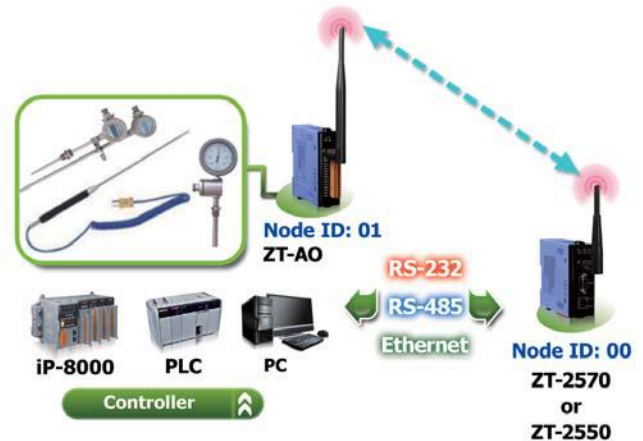 Node ID: 01
ZT-AO
RS-232
RS-485
Ethernet
iP-8000
PLC
PC
Controller
Node ID: 00
ZT-2570
or
ZT-2550